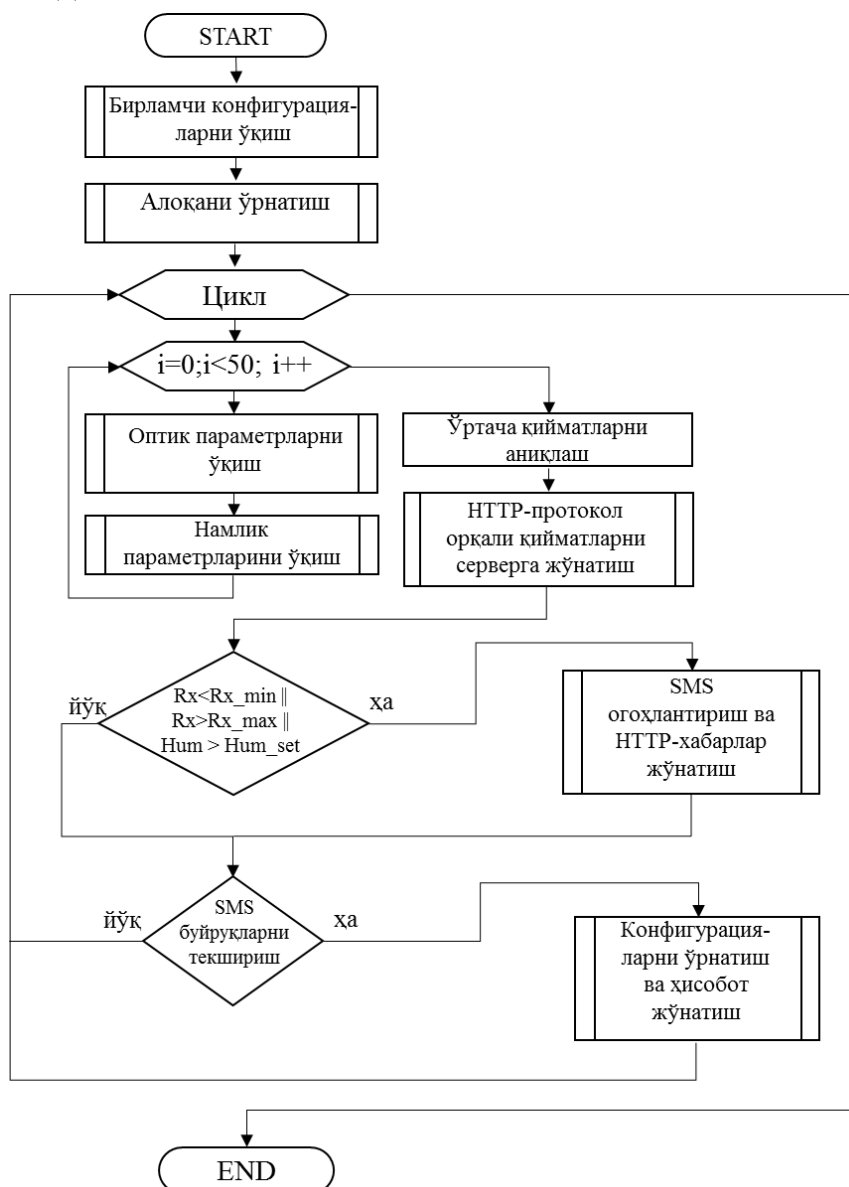 START
Бирламчи конфигурация-
ларни ўқиш
Алоқани ўрнатиш
Цикл
i=0;i<50; i++
Оптик параметрларни
ўқиш
Намлик
параметрларини ўқиш
Ўртача қийматларни
аниқлаш
HTTP-протокол
орқали қийматларни
серверга жўнатиш
йўқ
Rx<Rx_min ||
Rx>Rx_max ||
Hum > Hum_set
ҳа
SMS
огоҳлантириш ва
HTTP-хабарлар
жўнатиш
йўқ
SMS
буйруқларни
текшириш
ҳа
Конфигурация-
ларни ўрнатиш
ва ҳисобот
жўнатиш
END